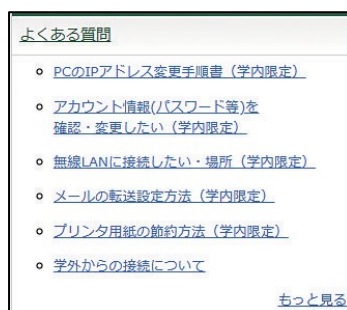 よくある質問
PCのIPアドレス変更手順書（学内限定）
アカウント情報(パスワード等)を
確認・変更したい（学内限定）
無線LANに接続したい・場所（学内限定）
メールの転送設定方法（学内限定）
プリンタ用紙の節約方法（学内限定）
学外からの接続について
もっと見る